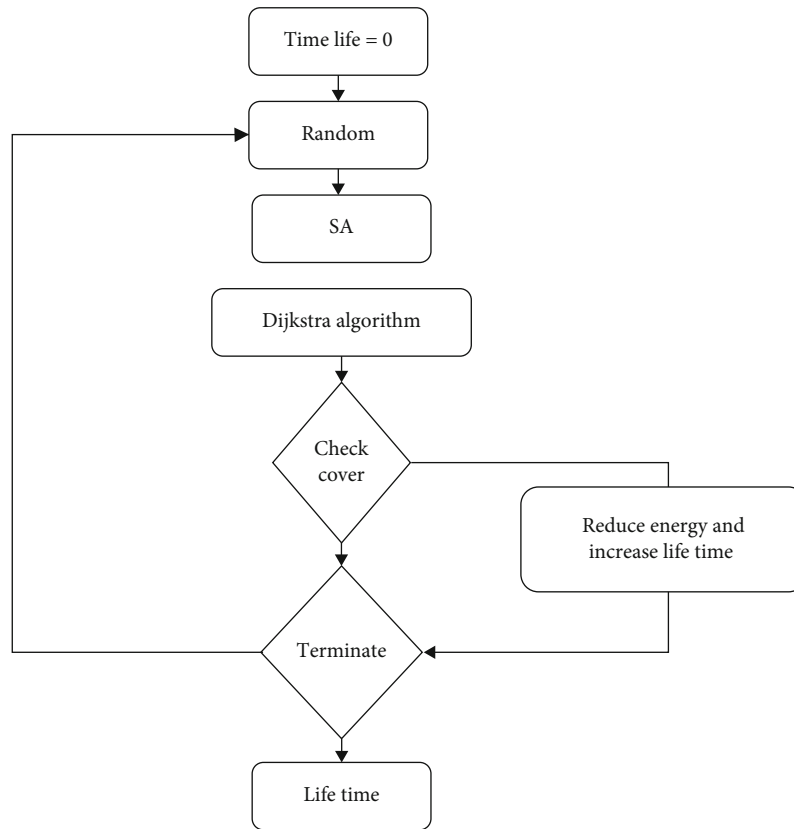 Time life = 0
Random
SA
Dijkstra algorithm
Check
cover
Reduce energy and
increase life time
Terminate
Life time